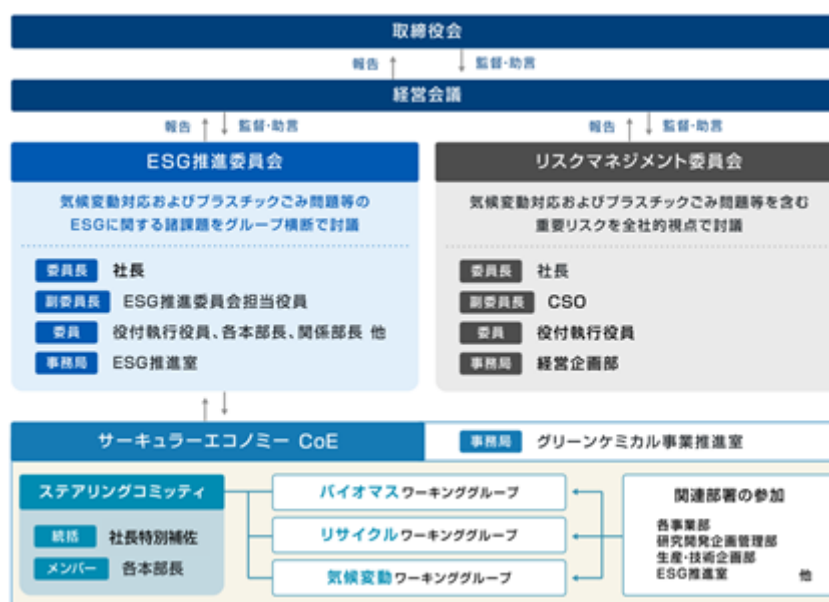 取締役会
報告 監督・助言
経営会議
報告 監督・助言
報告 監督・助言
ESG推進委員会
気候変動対応およびプラスチックごみ問題等の
ESGに関する諸課題をグループ横断で討議
委員長 社長
副委員長 ESG推進委員会担当役員
委員 役付執行役員、各本部長、関係部長 他
事務局 ESG推進室
リスクマネジメント委員会
気候変動対応およびプラスチックごみ問題等を含む
重要リスクを全社的視点で討議
委員長 社長
副委員長 CSO
委員 役付執行役員
事務局 経営企画部
サーキュラーエコノミー CoE
事務局 グリーンケミカル事業推進室
ステアリングコミッティ
統括 社長特別補佐
メンバー 各本部長
バイオマスワーキンググループ
リサイクルワーキンググループ
気候変動ワーキンググループ
関連部署の参加
各事業部
研究開発企画管理部
生産・技術企画部
ESG推進室 他